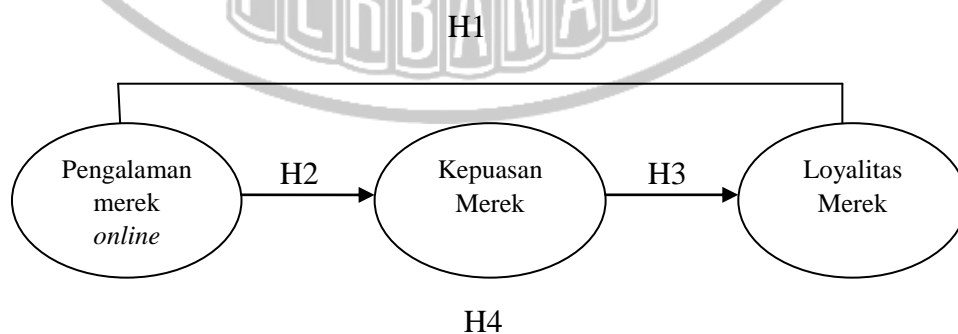 H1
Pengalaman
merek
online
H2
Kepuasan
Merek
H3
Loyalitas
Merek
H4